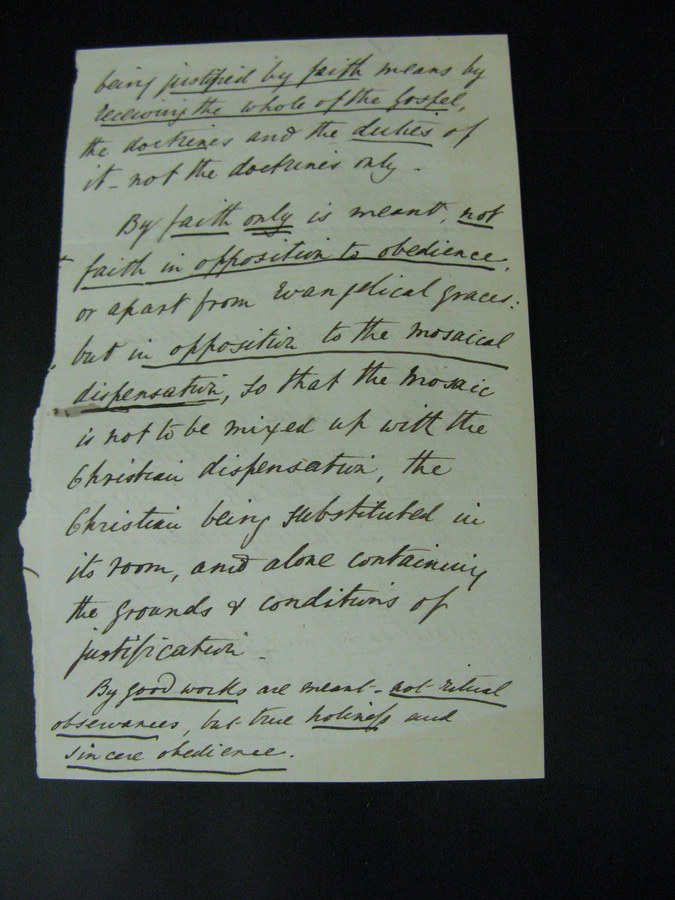 being justified by faith means by
receiving the whole of the Gospel,
the doctrines and the duties of
it - not the doctrines only -
By faith only is meant, not
faith in opposition to obedience,
or apart from Evangelical graces:
but in opposition to the mosaical
dispensation, so that the Mosaic
is not to be mixed up with the
Christian dispensation, the
Christian being substituted in
its room, and alone containing
the grounds & conditions of
justification -
By good works are meant - not ritual
observances, but true holiness and
sincere obedience.